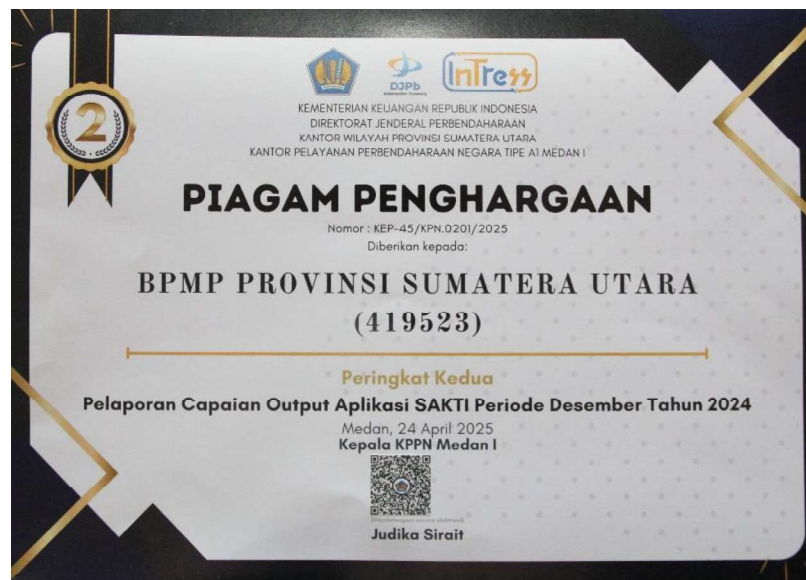 DJPb
InTress
2
KEMENTERIAN KEUANGAN REPUBLIK INDONESIA
DIREKTORAT JENDERAL PERBENDAHARAAN
KANTOR WILAYAH PROVINSI SUMATERA UTARA
KANTOR PELAYANAN PERBENDAHARAAN NEGARA TIPE A1 MEDAN I
PIAGAM PENGHARGAAN
Nomor : KEP-45/KPN.0201/2025
Diberikan kepada:
BPMP PROVINSI SUMATERA UTARA
(419523)
Peringkat Kedua
Pelaporan Capaian Output Aplikasi SAKTI Periode Desember Tahun 2024
Medan, 24 April 2025
Kepala KPPN Medan I
Ditandatangani secara elektronik
Judika Sirait